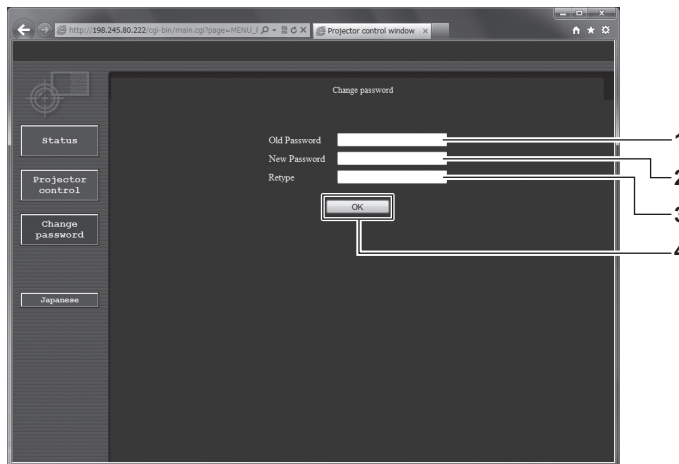 http://198.245.80.222/cgi-bin/main.cgi?page=MENU_
Projector control window
Change password
Status
Projector
control
Change
password
Japanese
Old Password
New Password
Retype
OK
1
2
3
4